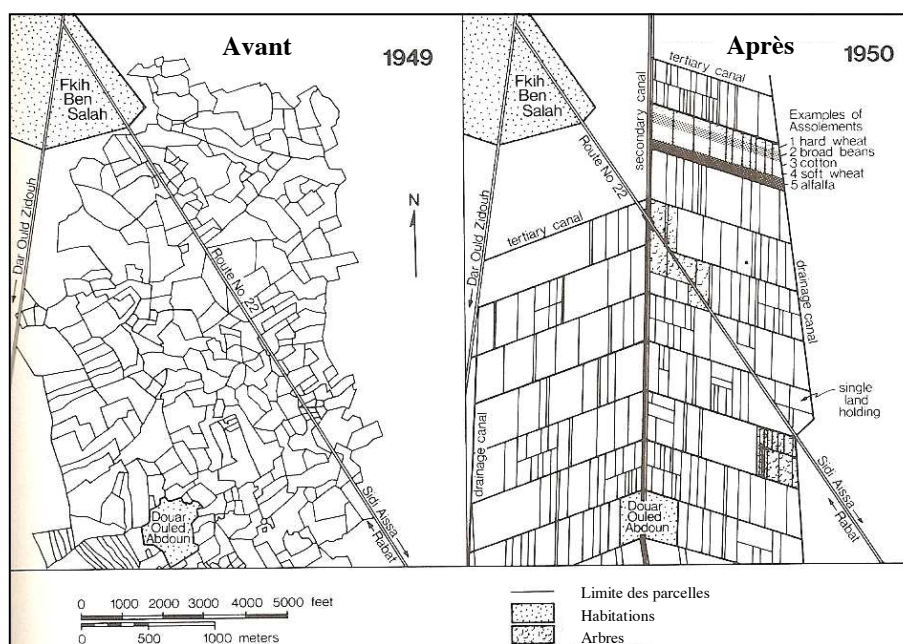 Avant
1949
Fkih
Ben
Salah
Dar Ould Zidouh
N
Route No. 22
Douar
Ouled
Abdoun
Sidi Aissa
Rabat
Après
1950
Fkih
Ben
Salah
tertiary canal
secondary canal
Examples of
Assolements
1 hard wheat
2 broad beans
3 cotton
4 soft wheat
5 alfalfa
Route No. 22
Dar Ould Zidouh
tertiary canal
drainage canal
single
land
holding
drainage canal
Douar
Ouled
Abdoun
Sidi Aissa
Rabat
0 1000 2000 3000 4000 5000 feet
0 500 1000 meters
Limite des parcelles
Habitations
Arbres